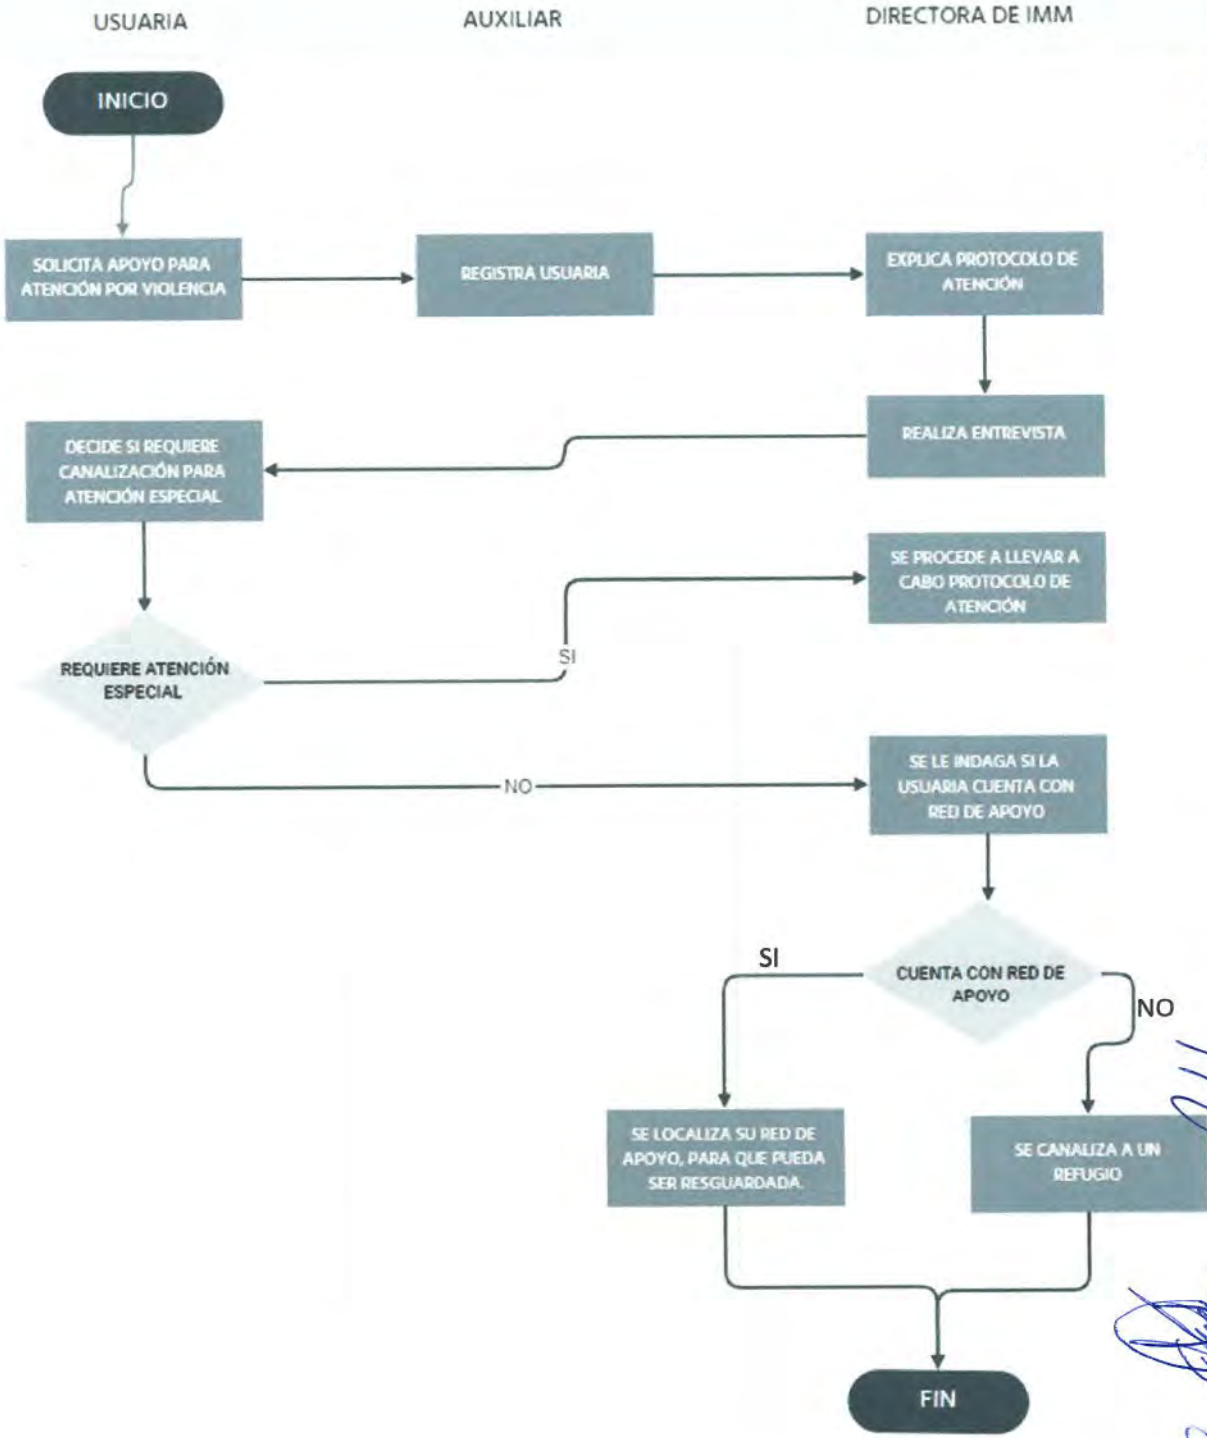 USUARIA
AUXILIAR
DIRECTORA DE IMM
INICIO
SOLICITA APOYO PARA
ATENCIÓN POR VIOLENCIA
REGISTRA USUARIA
EXPLICA PROTOCOLO DE
ATENCIÓN
REALIZA ENTREVISTA
DECIDE SI REQUIERE
CANALIZACIÓN PARA
ATENCIÓN ESPECIAL
SE PROCEDE A LLEVAR A
CABO PROTOCOLO DE
ATENCIÓN
REQUIERE ATENCIÓN
ESPECIAL
SI
NO
SE LE INDAGA SI LA
USUARIA CUENTA CON
RED DE APOYO
CUENTA CON RED DE
APOYO
SI
NO
SE LOCALIZA SU RED DE
APOYO, PARA QUE PUEDA
SER RESGUARDADA.
SE CANALIZA A UN
REFUGIO
FIN